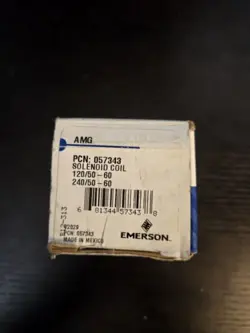 AMG
PCN: 057343
SOLENOID COIL
120/50-60
240/50-60
6 81344 57343 8
PCN 057343
MADE IN MEXICO
EMERSON